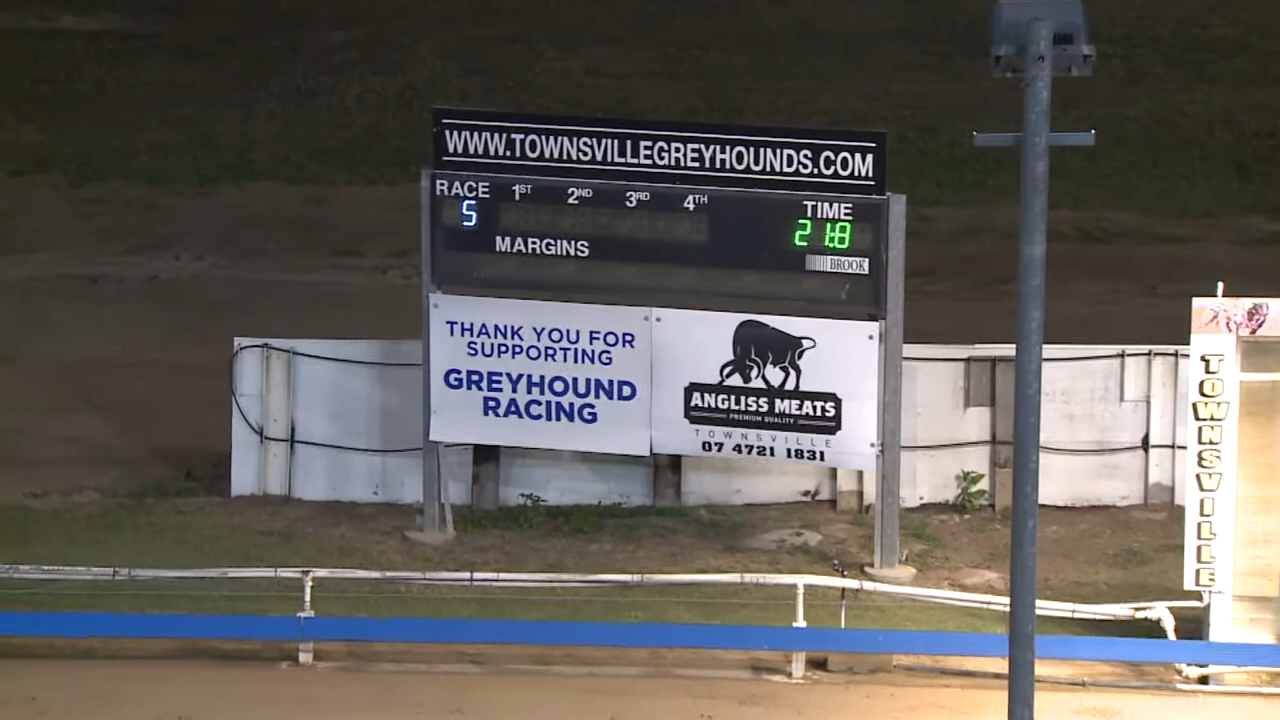 WWW.TOWNSVILLEGREYHOUNDS.COM
RACE 1ST 2ND 3RD 4TH TIME
5 21:8
MARGINS BROOK
THANK YOU FOR
SUPPORTING
GREYHOUND
RACING
ANGLISS MEATS
PREMIUM QUALITY
TOWNSVILLE
07 4721 1831
TOWNSVILLE